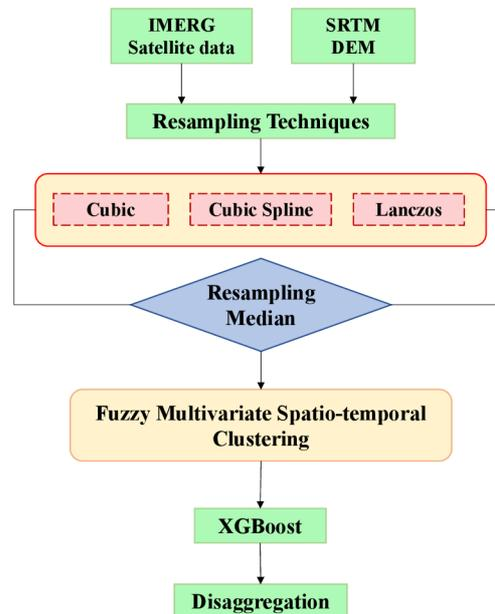 IMERG
Satellite data
SRTM
DEM
Resampling Techniques
Cubic
Cubic Spline
Lanczos
Resampling
Median
Fuzzy Multivariate Spatio-temporal
Clustering
XGBoost
Disaggregation